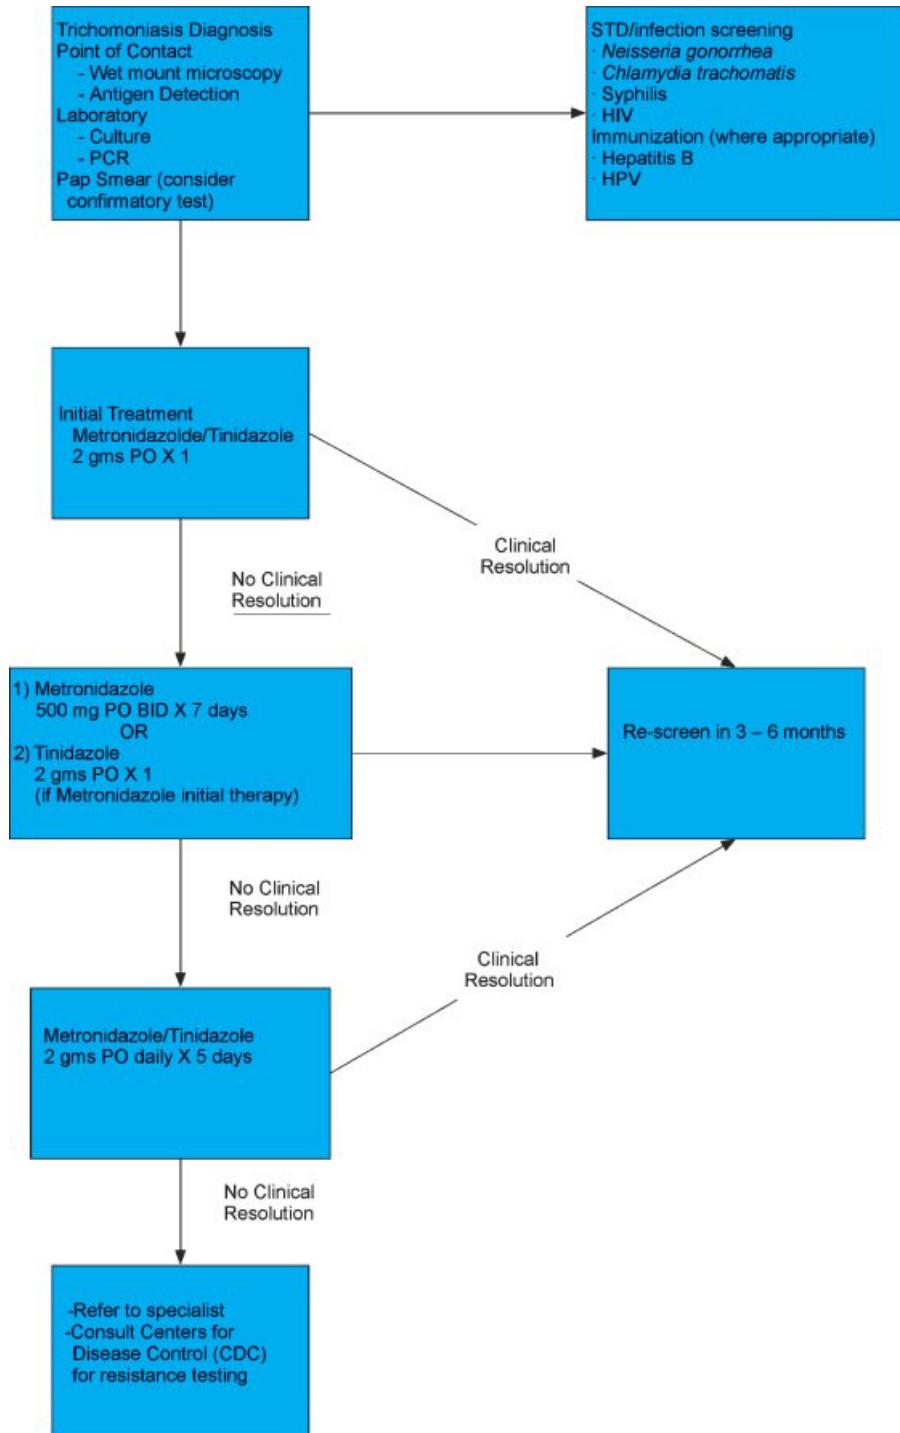 Trichomoniasis Diagnosis
Point of Contact
- Wet mount microscopy
- Antigen Detection
Laboratory
- Culture
- PCR
Pap Smear (consider
confirmatory test)
STD/infection screening
· Neisseria gonorrhea
· Chlamydia trachomatis
· Syphilis
· HIV
Immunization (where appropriate)
· Hepatitis B
· HPV
Initial Treatment
Metronidazolde/Tinidazole
2 gms PO X 1
Clinical
Resolution
No Clinical
Resolution
1) Metronidazole
500 mg PO BID X 7 days
OR
2) Tinidazole
2 gms PO X 1
(if Metronidazole initial therapy)
Re-screen in 3 – 6 months
No Clinical
Resolution
Clinical
Resolution
Metronidazole/Tinidazole
2 gms PO daily X 5 days
No Clinical
Resolution
-Refer to specialist
-Consult Centers for
Disease Control (CDC)
for resistance testing